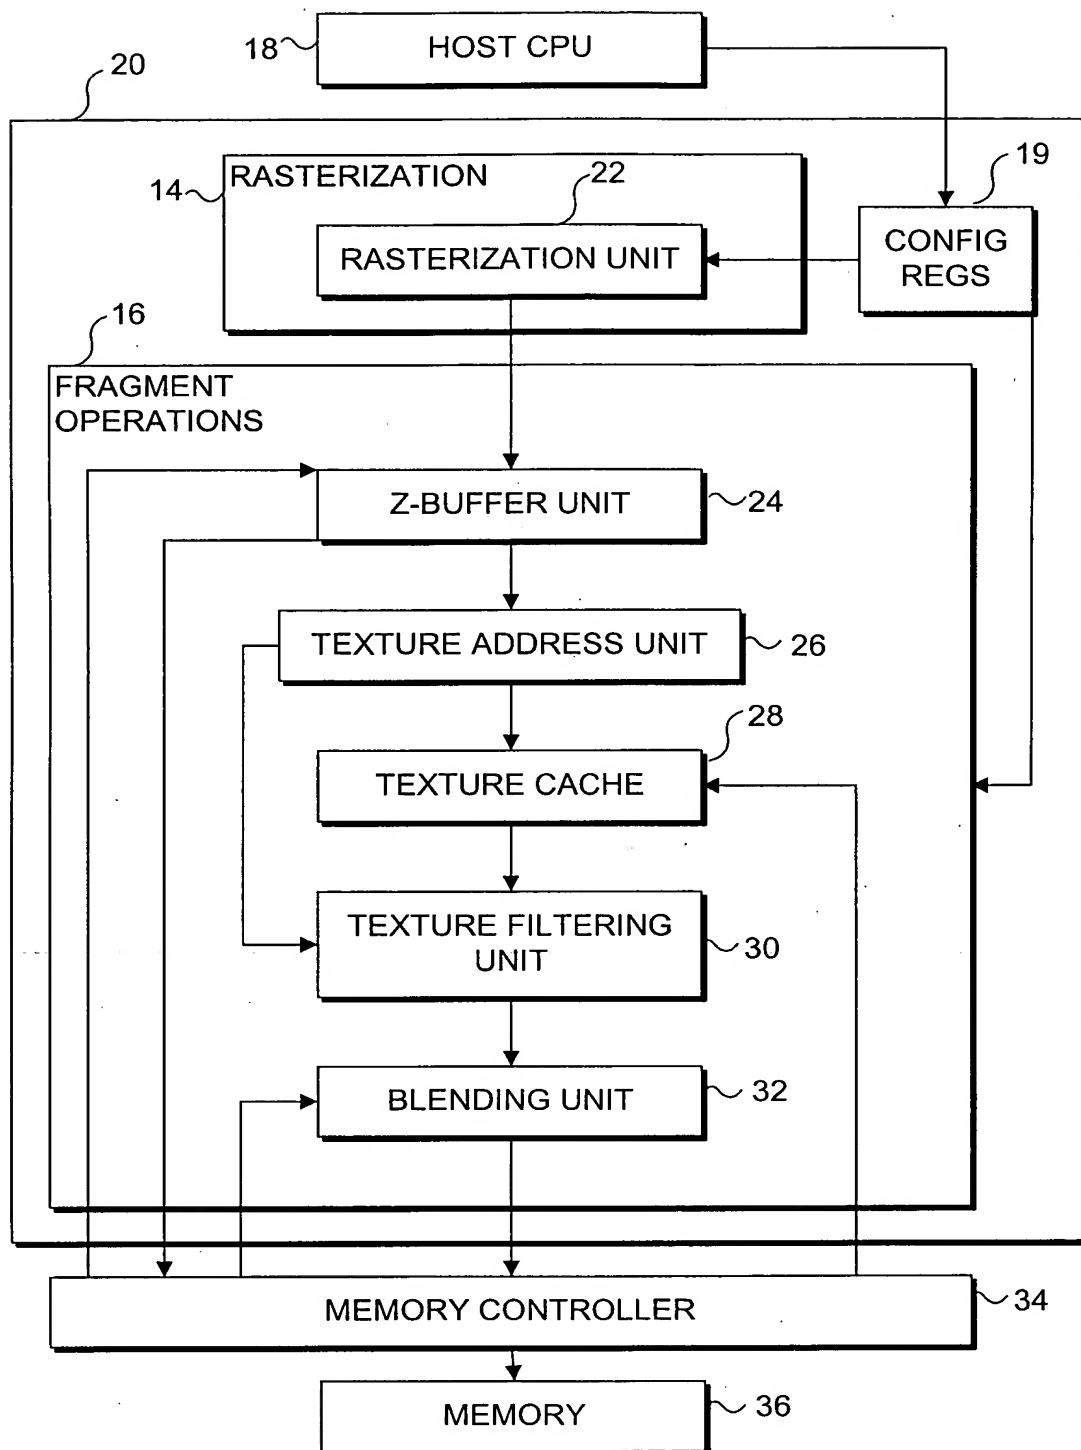 18
HOST CPU
20
19
14
RASTERIZATION
22
RASTERIZATION UNIT
CONFIG
REGS
16
FRAGMENT
OPERATIONS
Z-BUFFER UNIT
24
TEXTURE ADDRESS UNIT
26
28
TEXTURE CACHE
TEXTURE FILTERING
UNIT
30
BLENDING UNIT
32
MEMORY CONTROLLER
34
MEMORY
36